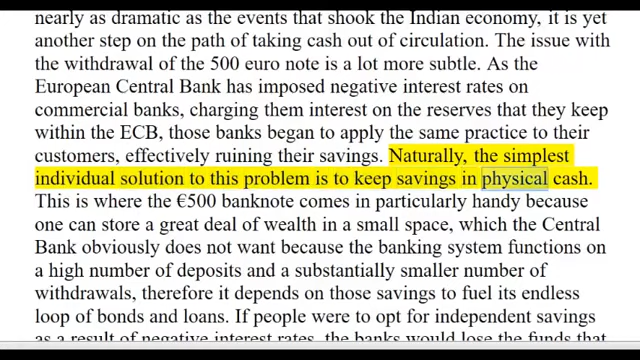 nearly as dramatic as the events that shook the Indian economy, it is yet
another step on the path of taking cash out of circulation. The issue with
the withdrawal of the 500 euro note is a lot more subtle. As the
European Central Bank has imposed negative interest rates on
commercial banks, charging them interest on the reserves that they keep
within the ECB, those banks began to apply the same practice to their
customers, effectively ruining their savings. Naturally, the simplest
individual solution to this problem is to keep savings in physical cash.
This is where the €500 banknote comes in particularly handy because
one can store a great deal of wealth in a small space, which the Central
Bank obviously does not want because the banking system functions on
a high number of deposits and a substantially smaller number of
withdrawals, therefore it depends on those savings to fuel its endless
loop of bonds and loans. If people were to opt for independent savings
as a result of negative interest rates, the banks would lose the funds that